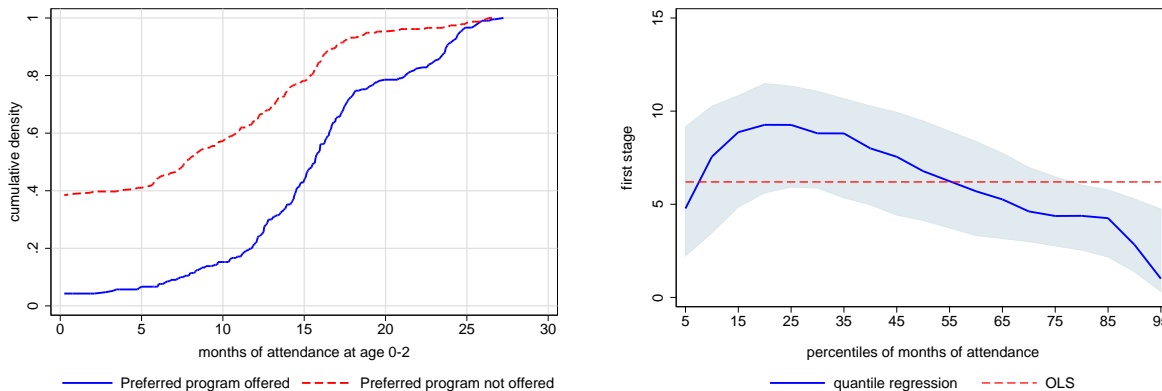 cumulative density
0 .2 .4 .6 .8 1
0 5 10 15 20 25 30
months of attendance at age 0-2
Preferred program offered Preferred program not offered
first stage
0 5 10 15
5 15 25 35 45 55 65 75 85 95
percentiles of months of attendance
quantile regression OLS